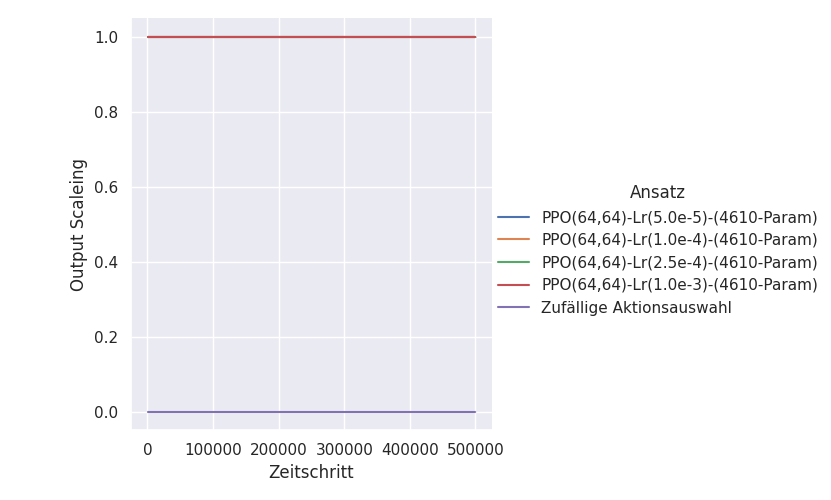 1.0
0.8
0.6
0.4
0.2
0.0
Output Scaleing
0 100000 200000 300000 400000 500000
Zeitschritt
Ansatz
PPO(64,64)-Lr(5.0e-5)-(4610-Param)
PPO(64,64)-Lr(1.0e-4)-(4610-Param)
PPO(64,64)-Lr(2.5e-4)-(4610-Param)
PPO(64,64)-Lr(1.0e-3)-(4610-Param)
Zufällige Aktionsauswahl